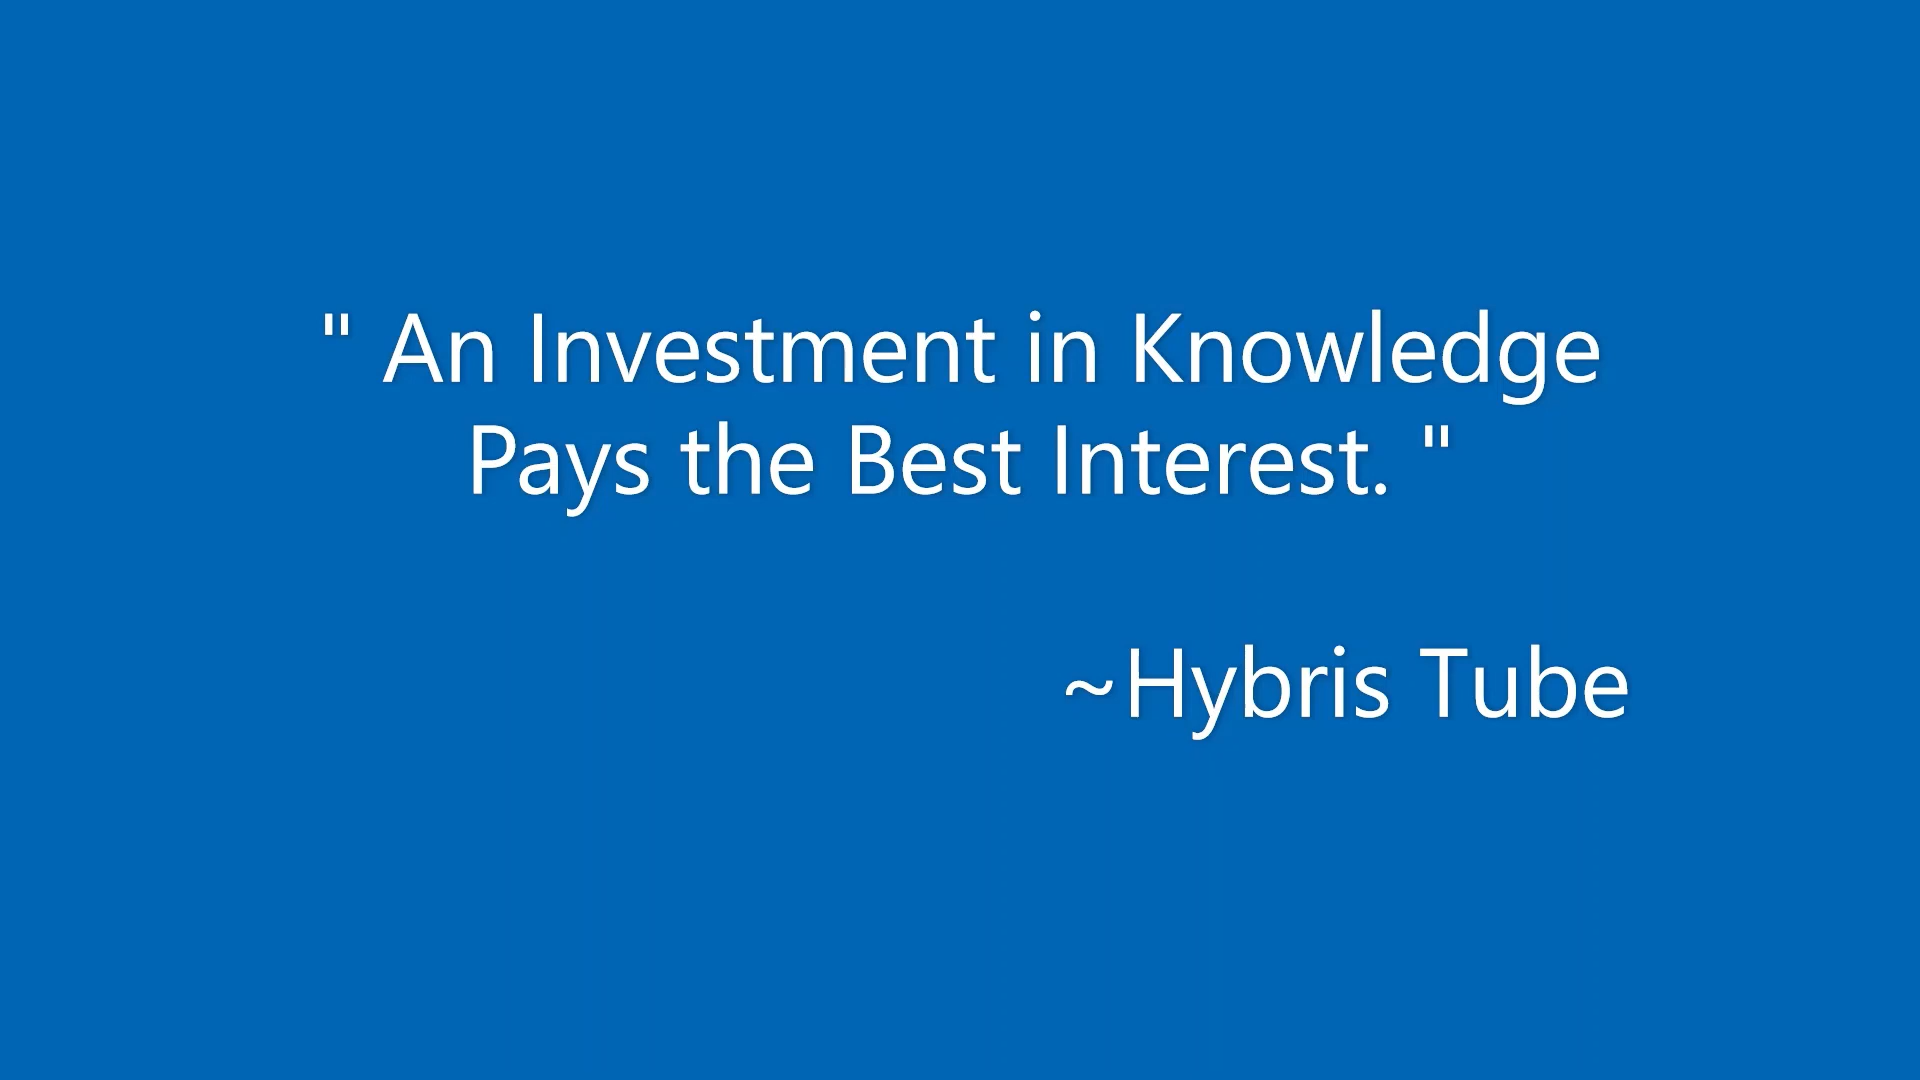 " An Investment in Knowledge
Pays the Best Interest. "
~Hybris Tube